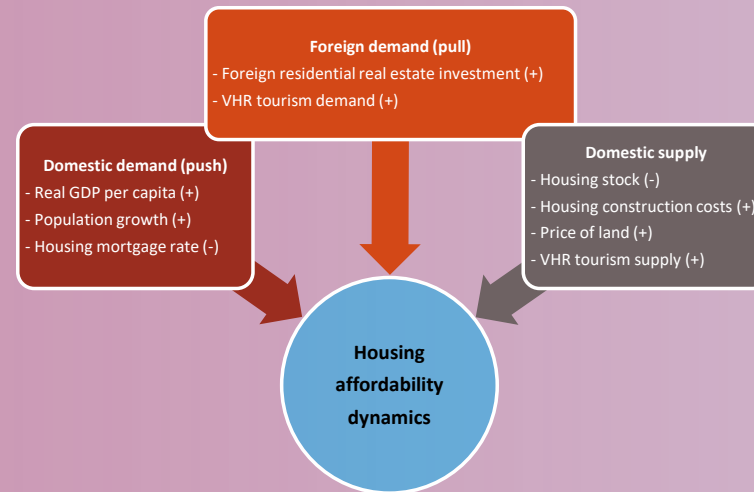 Foreign demand (pull)
- Foreign residential real estate investment (+)
- VHR tourism demand (+)
Domestic demand (push)
- Real GDP per capita (+)
- Population growth (+)
- Housing mortgage rate (-)
Domestic supply
- Housing stock (-)
- Housing construction costs (+)
- Price of land (+)
- VHR tourism supply (+)
Housing
affordability
dynamics